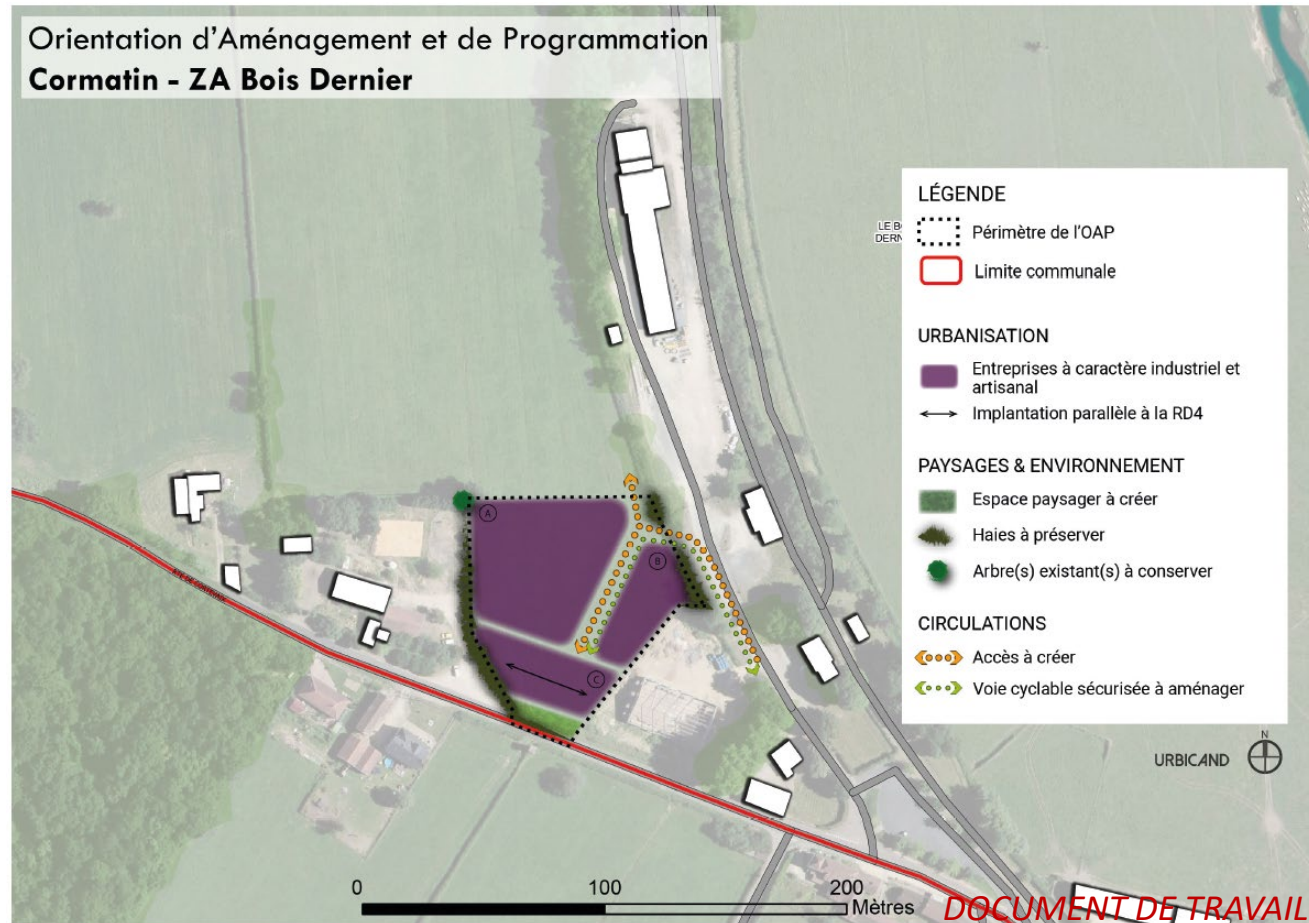 Orientation d’Aménagement et de Programmation
Cormatin - ZA Bois Dernier
LÉGENDE
Périmètre de l’OAP
Limite communale
URBANISATION
Entreprises à caractère industriel et
artisanal
Implantation parallèle à la RD4
PAYSAGES & ENVIRONNEMENT
Espace paysager à créer
Haies à préserver
Arbre(s) existant(s) à conserver
CIRCULATIONS
Accès à créer
Voie cyclable sécurisée à aménager
LE B
DERN
A
B
C
URBICAND
N
0 100 200
Mètres
DOCUMENT DE TRAVAIL